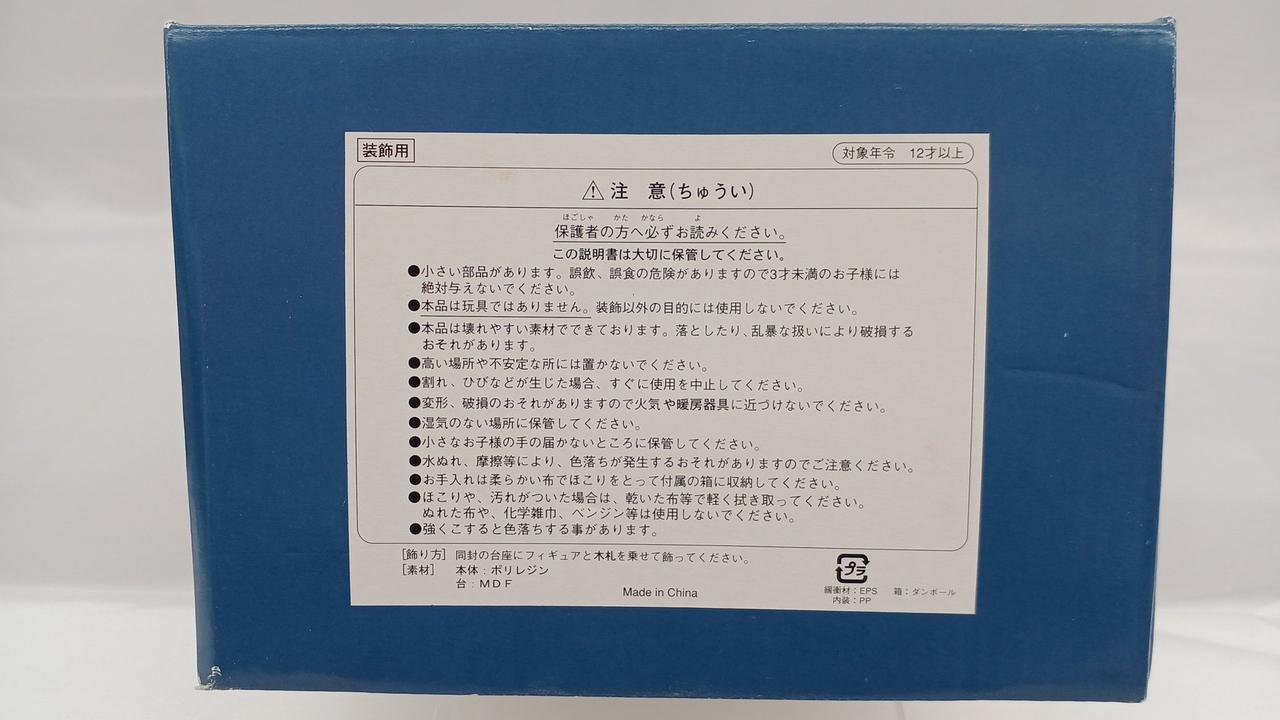 装飾用
対象年令 12才以上
⚠注 意(ちゅうい)
ほごしゃ かた かなら よ
保護者の方へ必ずお読みください。
この説明書は大切に保管してください。
●小さい部品があります。誤飲、誤食の危険がありますので3才未満のお子様には
絶対与えないでください。
●本品は玩具ではありません。装飾以外の目的には使用しないでください。
●本品は壊れやすい素材でできております。落としたり、乱暴な扱いにより破損する
おそれがあります。
●高い場所や不安定な所には置かないでください。
●割れ、ひびなどが生じた場合、すぐに使用を中止してください。
●変形、破損のおそれがありますので火気や暖房器具に近づけないでください。
●湿気のない場所に保管してください。
●小さなお子様の手の届かないところに保管してください。
●水ぬれ、摩擦等により、色落ちが発生するおそれがありますのでご注意ください。
●お手入れは柔らかい布でほこりをとって付属の箱に収納してください。
●ほこりや、汚れがついた場合は、乾いた布等で軽く拭き取ってください。
ぬれた布や、化学雑巾、ベンジン等は使用しないでください。
●強くこすると色落ちする事があります。
[飾り方] 同封の台座にフィギュアと木札を乗せて飾ってください。
[素材] 本体:ポリレジン
台:MDF
Made in China
プラ
緩衝材:EPS 箱:ダンボール
内装:PP